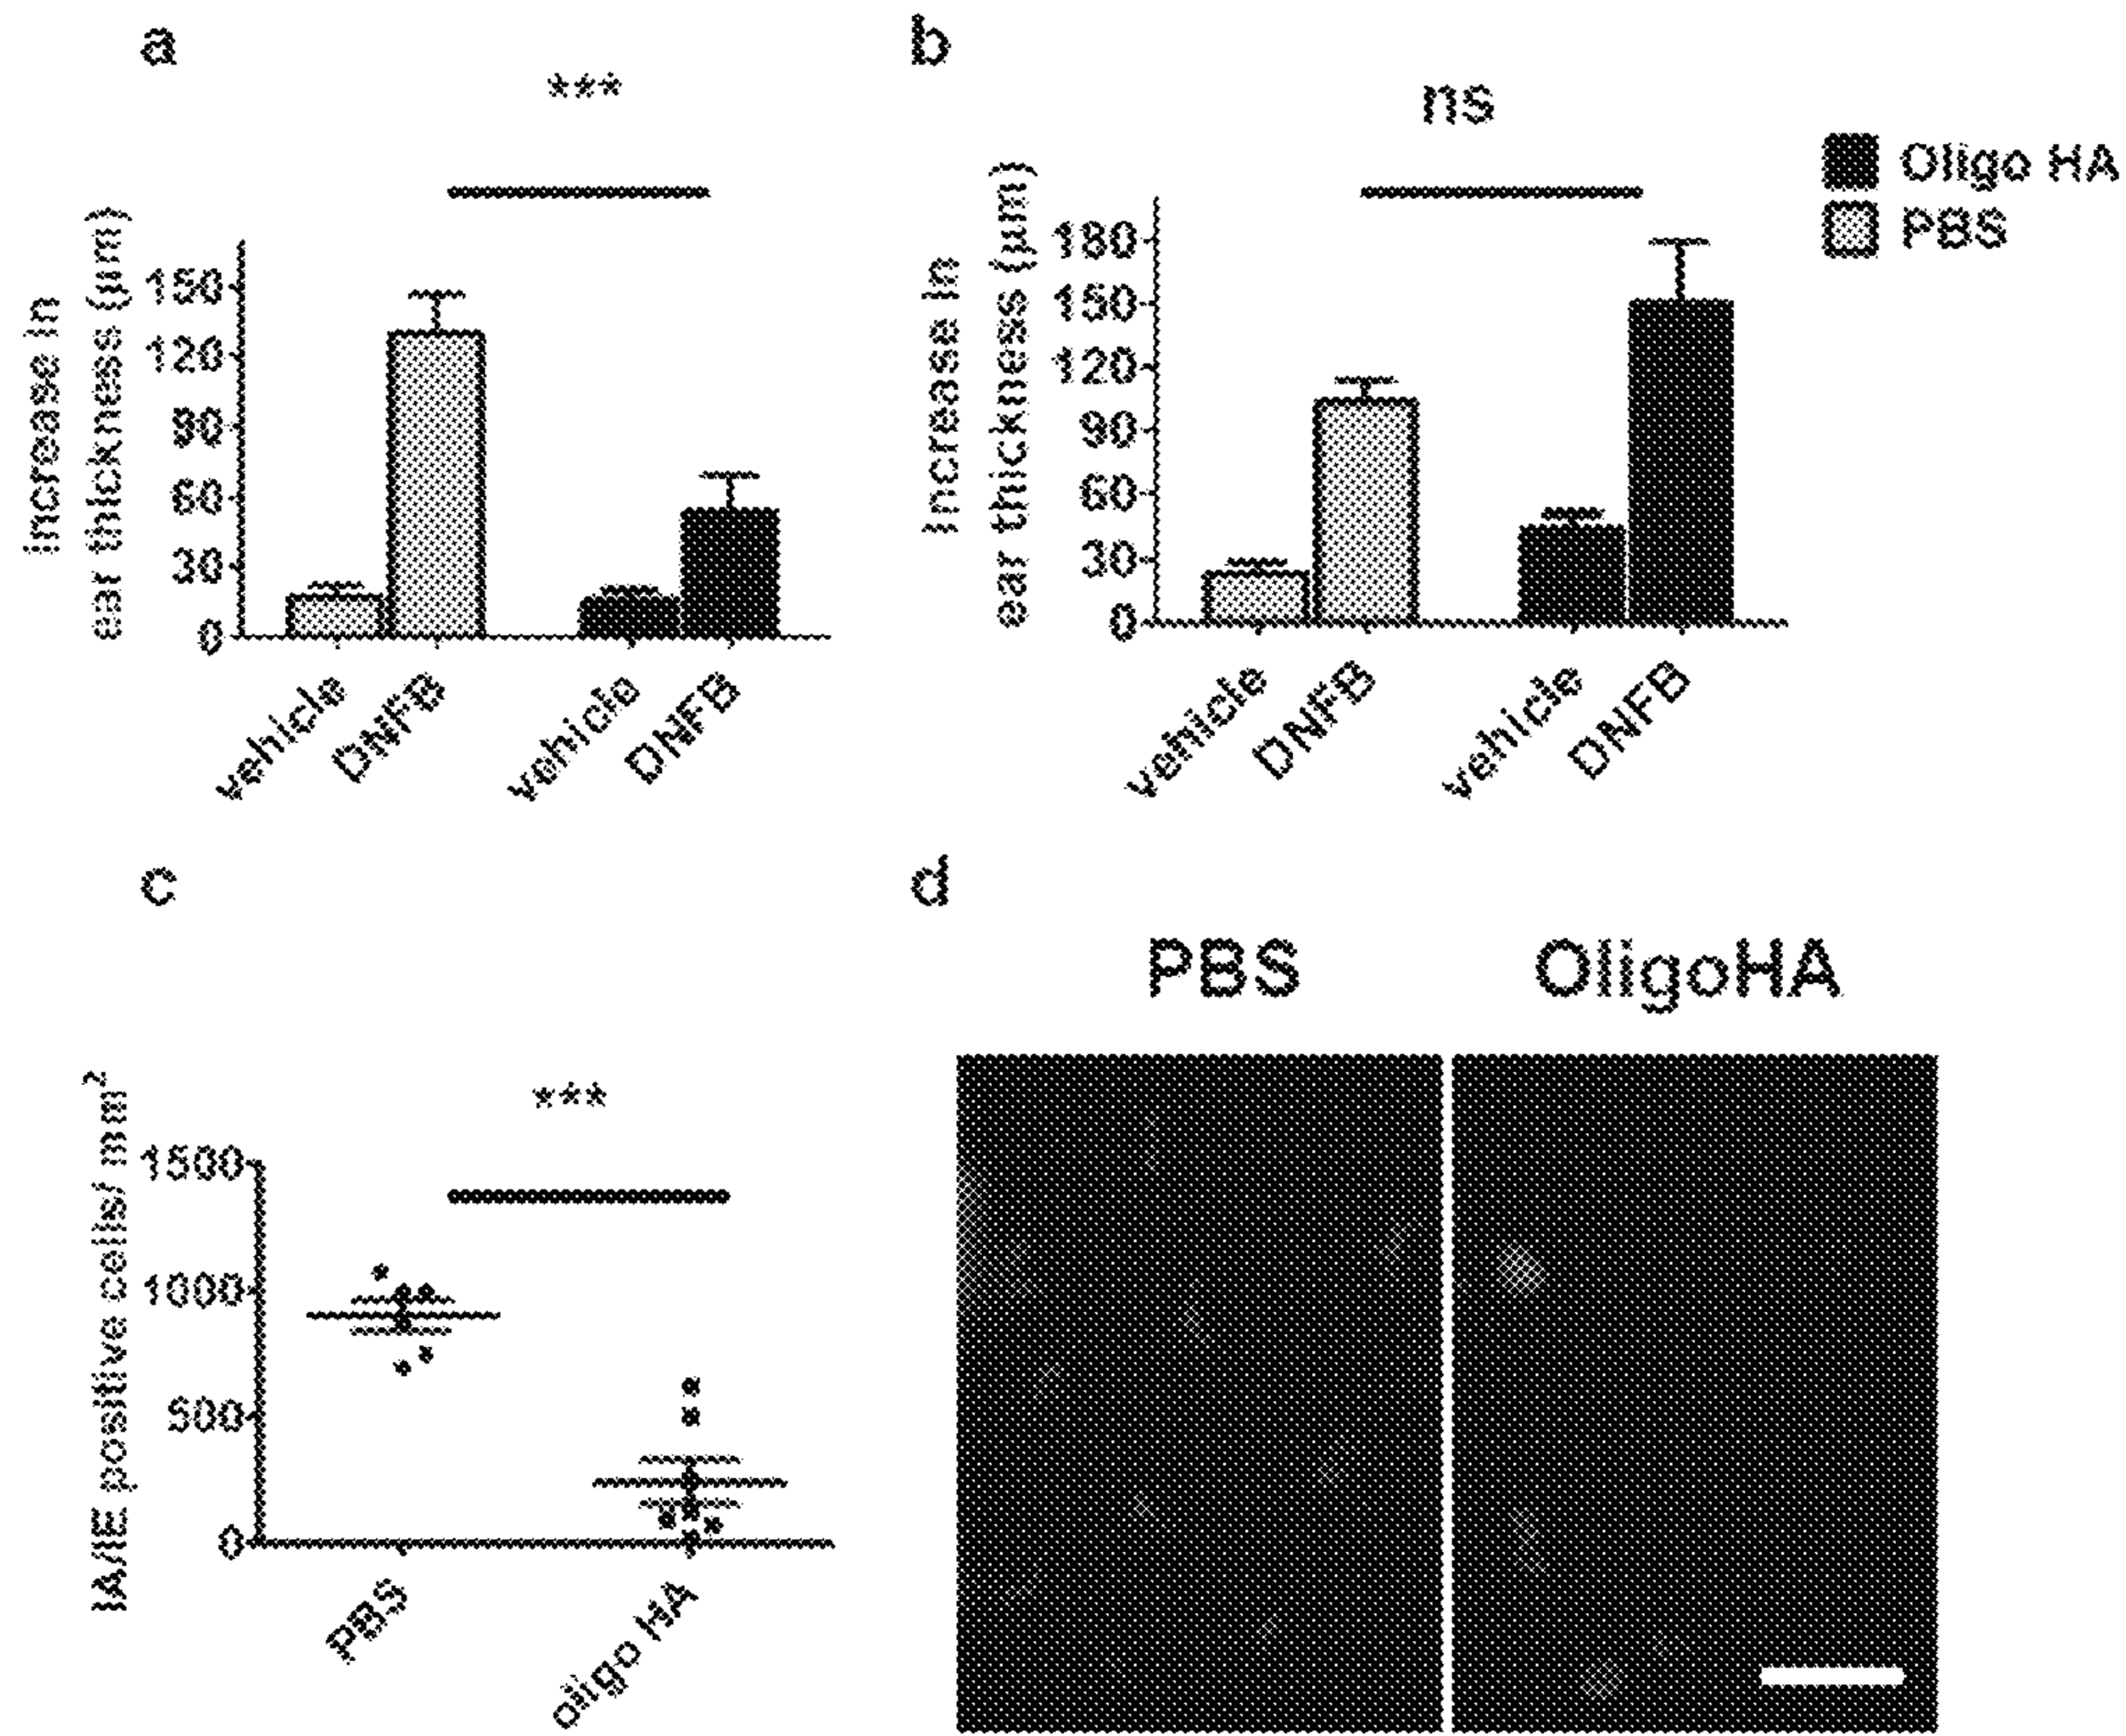 a
***
Increase in
ear thickness (μm)
150
120
90
60
30
0
vehicle
DNFB
vehicle
DNFB
b
ns
Increase in
ear thickness (μm)
180
150
120
90
60
30
0
vehicle
DNFB
vehicle
DNFB
Oligo HA
PBS
c
***
IA/IE positive cells/ mm²
1500
1000
500
0
PBS
oligo HA
d
PBS
OligoHA